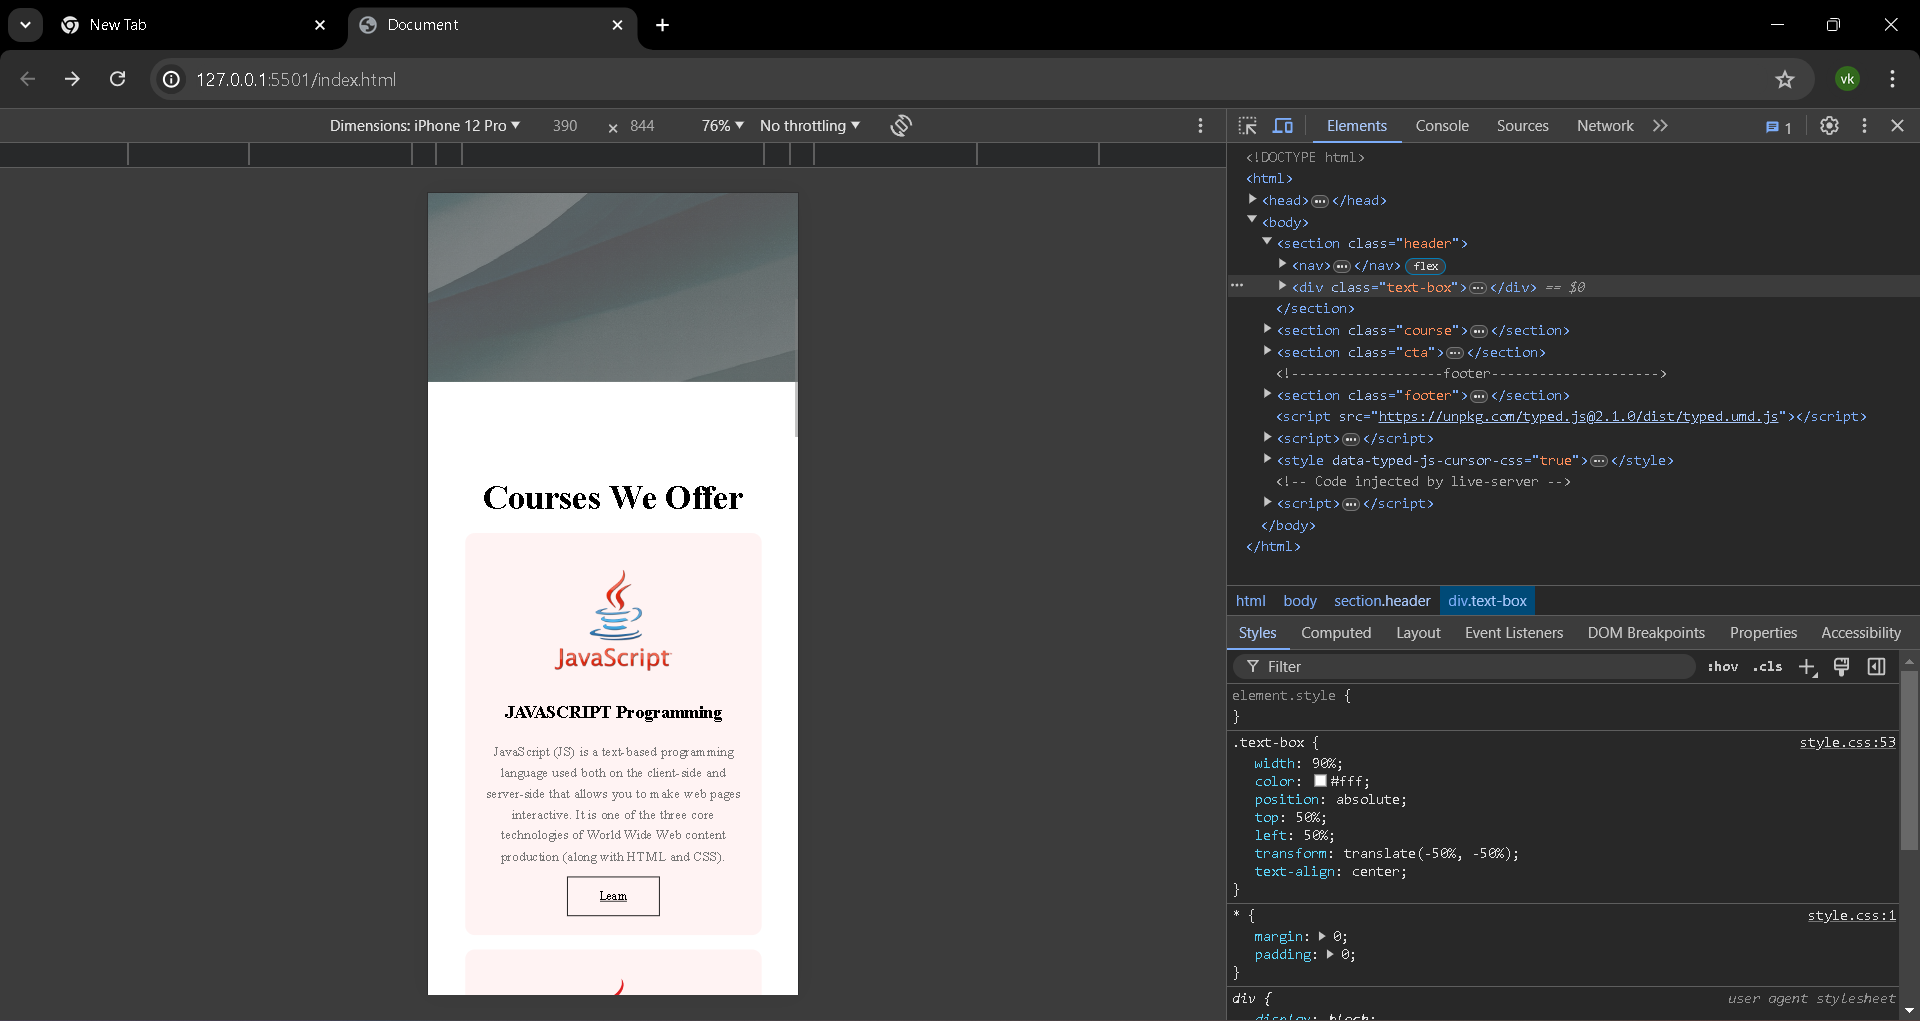 New Tab
Document
127.0.0.1:5501/index.html
vk
Dimensions: iPhone 12 Pro ▼ 390 × 844 76% ▼ No throttling ▼
Elements Console Sources Network 1
<!DOCTYPE html>
<html>
<head>…</head>
<body>
<section class="header">
<nav>…</nav> flex
<div class="text-box">…</div> == $0
</section>
<section class="course">…</section>
<section class="cta">…</section>
<!-------------------footer--------------------->
<section class="footer">…</section>
<script src="https://unpkg.com/typed.js@2.1.0/dist/typed.umd.js"></script>
<script>…</script>
<style data-typed-js-cursor-css="true">…</style>
<!-- Code injected by live-server -->
<script>…</script>
</body>
</html>
html body section.header div.text-box
Styles Computed Layout Event Listeners DOM Breakpoints Properties Accessibility
Filter :hov .cls
element.style {
}
.text-box { style.css:53
width: 90%;
color: #fff;
position: absolute;
top: 50%;
left: 50%;
transform: translate(-50%, -50%);
text-align: center;
}
* { style.css:1
margin: 0;
padding: 0;
}
div { user agent stylesheet
display: block;
Courses We Offer
JavaScript
JAVASCRIPT Programming
JavaScript (JS) is a text-based programming
language used both on the client-side and
server-side that allows you to make web pages
interactive. It is one of the three core
technologies of World Wide Web content
production (along with HTML and CSS).
Learn